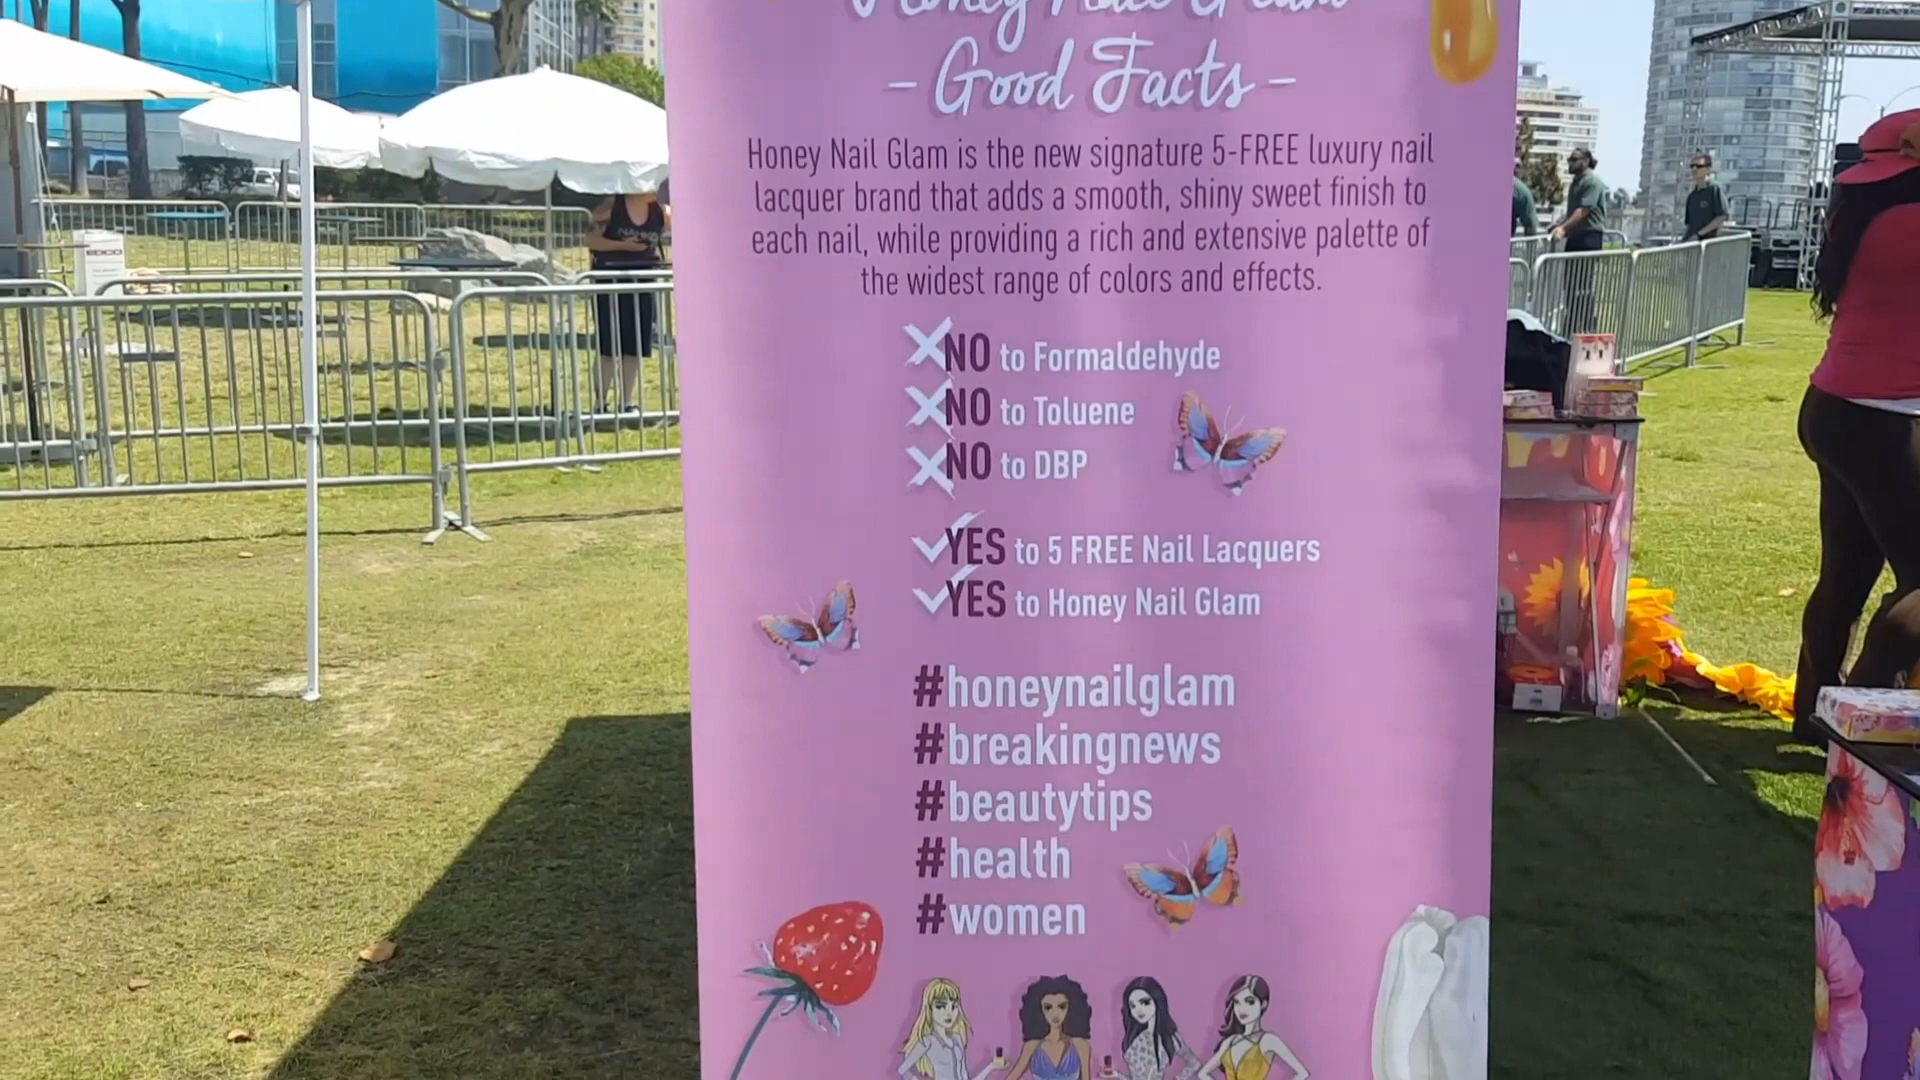 Honey Nail Glam
- Good Facts -
Honey Nail Glam is the new signature 5-FREE luxury nail
lacquer brand that adds a smooth, shiny sweet finish to
each nail, while providing a rich and extensive palette of
the widest range of colors and effects.
NO to Formaldehyde
NO to Toluene
NO to DBP
YES to 5 FREE Nail Lacquers
YES to Honey Nail Glam
#honeynailglam
#breakingnews
#beautytips
#health
#women